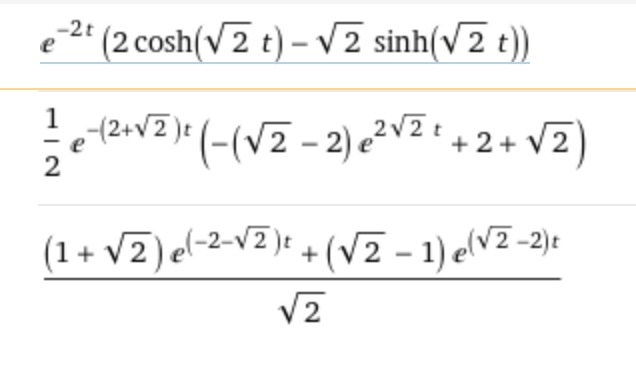 e^{-2t} (2 cosh(√2 t) – √2 sinh(√2 t))
1/2 e^{-(2+√2)t} (-(√2 – 2) e^{2√2 t} + 2 + √2)
((1 + √2) e^{(-2-√2)t} + (√2 – 1) e^{(√2-2)t}) / √2